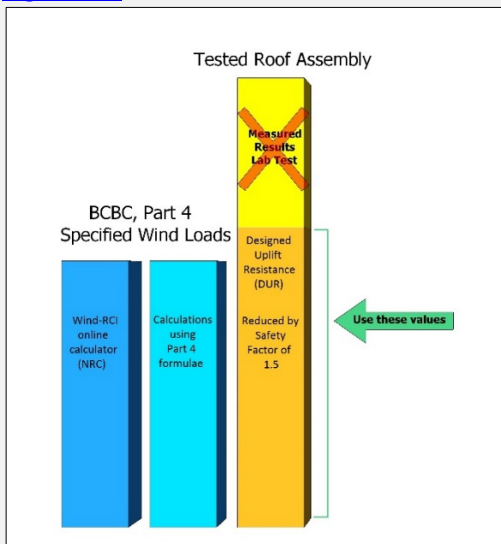 Tested Roof Assembly
Measured
Results
Lab Test
BCBC, Part 4
Specified Wind Loads
Wind-RCI
online
calculator
(NRC)
Calculations
using
Part 4
formulae
Designed
Uplift
Resistance
(DUR)
Reduced by
Safety
Factor of
1.5
Use these values